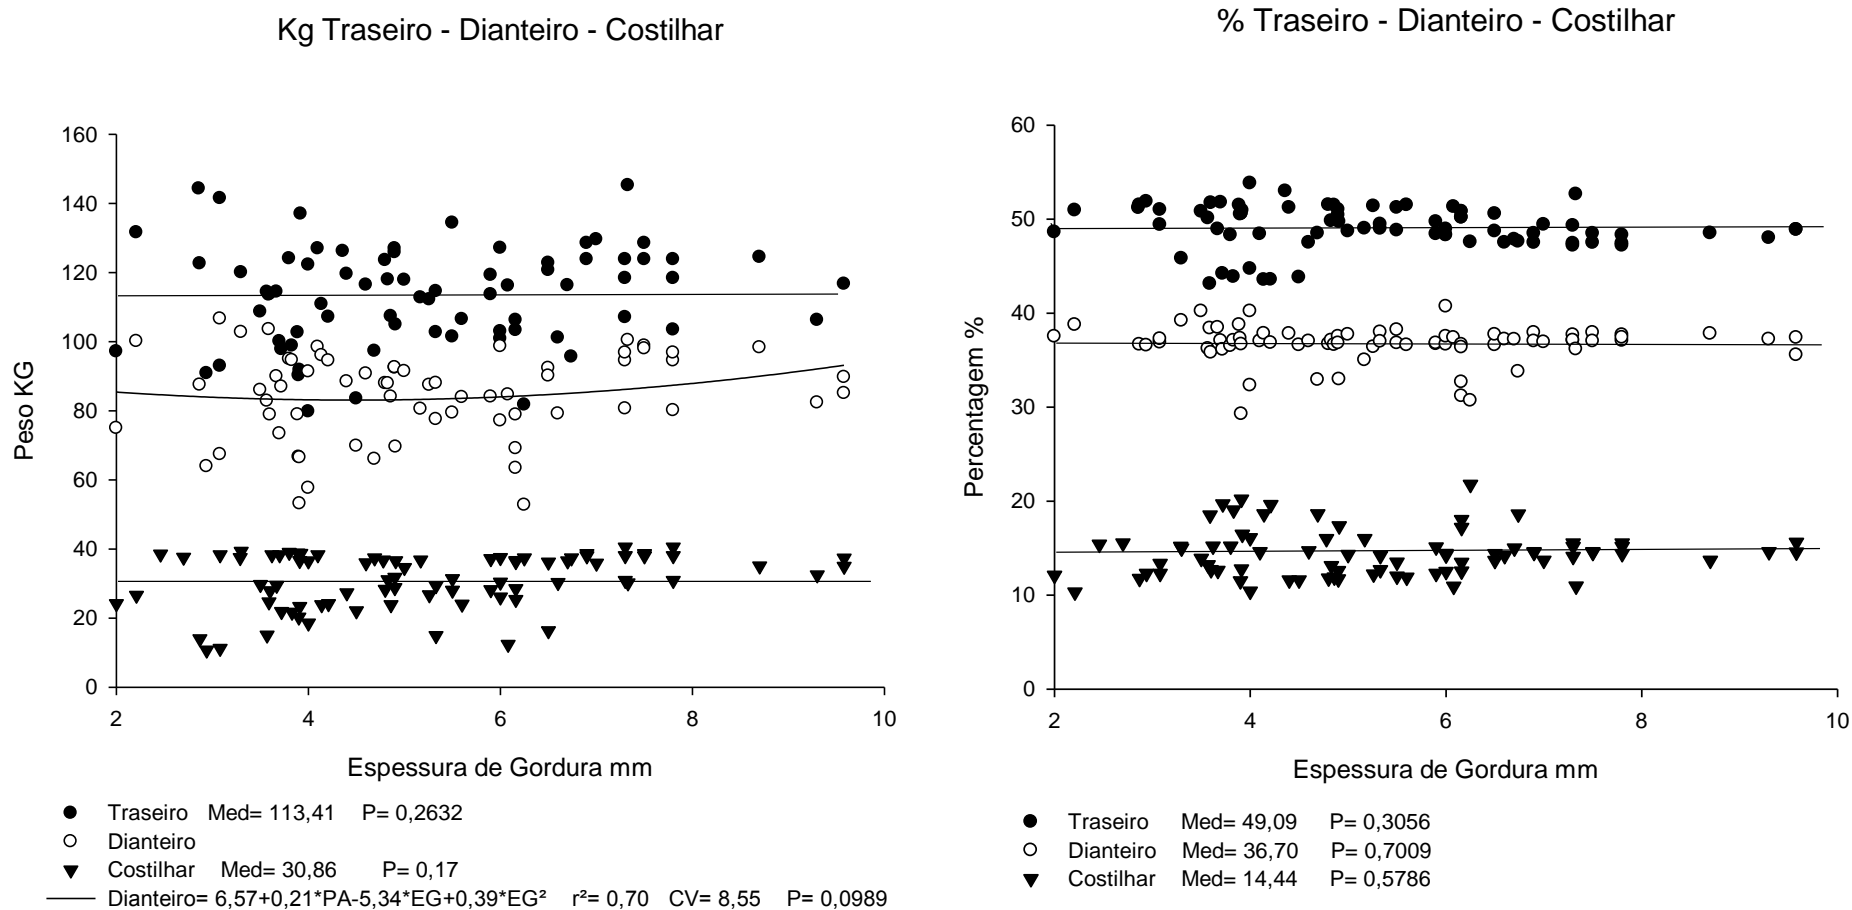 Kg Traseiro - Dianteiro - Costilhar
160
140
120
100
80
60
40
20
0
Peso KG
2 4 6 8 10
Espessura de Gordura mm
Traseiro Med= 113,41 P= 0,2632
Dianteiro
Costilhar Med= 30,86 P= 0,17
Dianteiro= 6,57+0,21*PA-5,34*EG+0,39*EG² r²= 0,70 CV= 8,55 P= 0,0989
% Traseiro - Dianteiro - Costilhar
60
50
40
30
20
10
0
Percentagem %
2 4 6 8 10
Espessura de Gordura mm
Traseiro Med= 49,09 P= 0,3056
Dianteiro Med= 36,70 P= 0,7009
Costilhar Med= 14,44 P= 0,5786